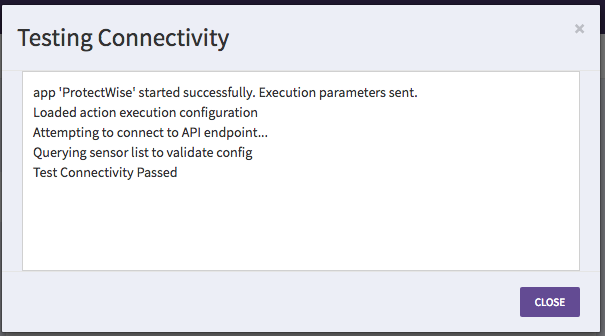 Testing Connectivity
×
app 'ProtectWise' started successfully. Execution parameters sent.
Loaded action execution configuration
Attempting to connect to API endpoint...
Querying sensor list to validate config
Test Connectivity Passed
CLOSE